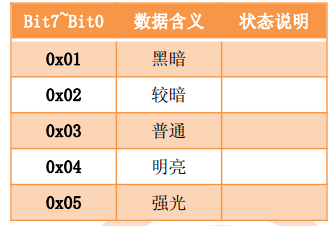 Bit7~Bit0 数据含义 状态说明
0x01 黑暗
0x02 较暗
0x03 普通
0x04 明亮
0x05 强光